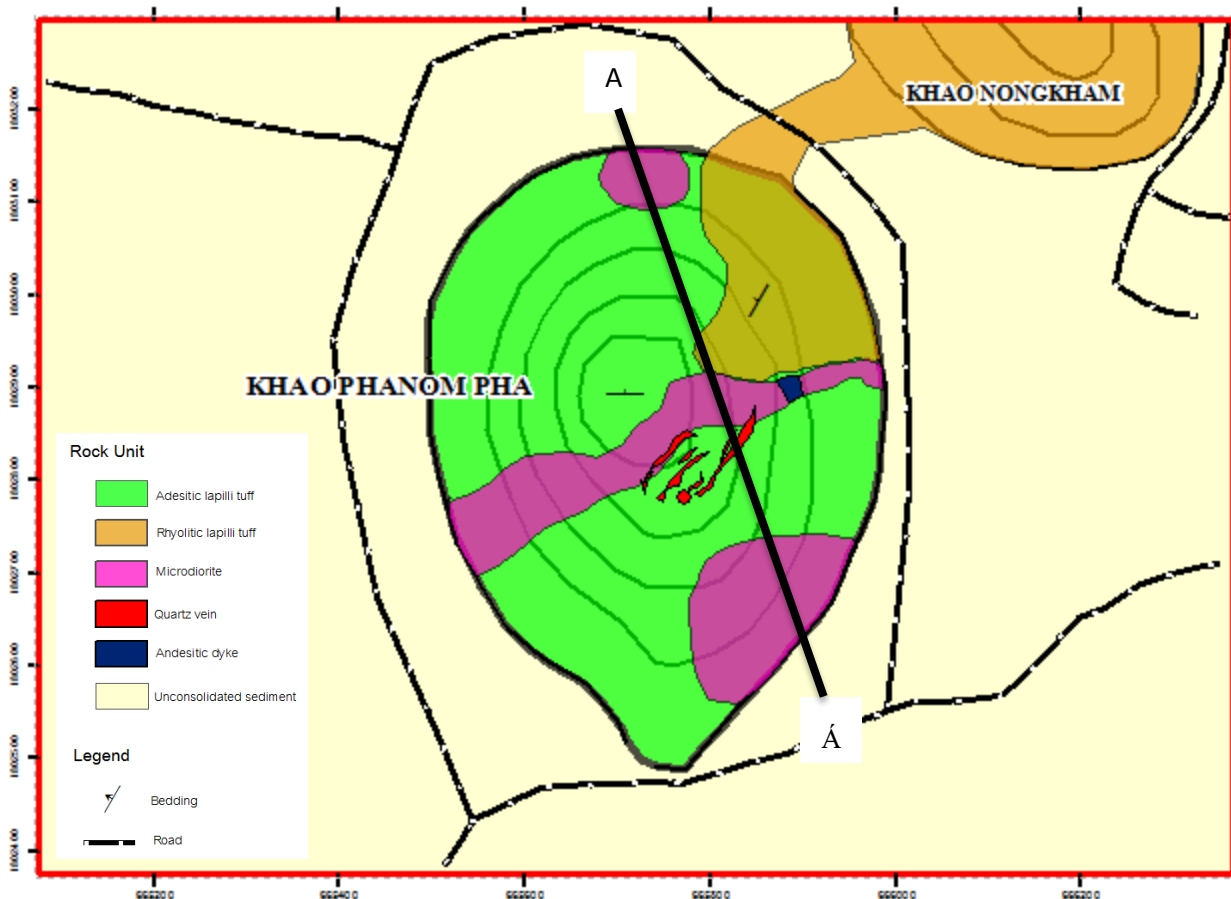 A
KHAO NONGKHAM
KHAO PHANOM PHA
Rock Unit
Adesitic lapilli tuff
Rhyolitic lapilli tuff
Microdiorite
Quartz vein
Andesitic dyke
Unconsolidated sediment
Legend
Bedding
Road
Á